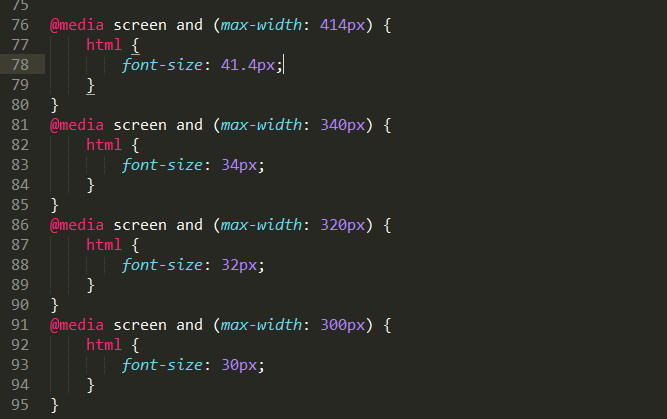 75
76 @media screen and (max-width: 414px) {
77 html {
78 font-size: 41.4px;
79 }
80 }
81 @media screen and (max-width: 340px) {
82 html {
83 font-size: 34px;
84 }
85 }
86 @media screen and (max-width: 320px) {
87 html {
88 font-size: 32px;
89 }
90 }
91 @media screen and (max-width: 300px) {
92 html {
93 font-size: 30px;
94 }
95 }